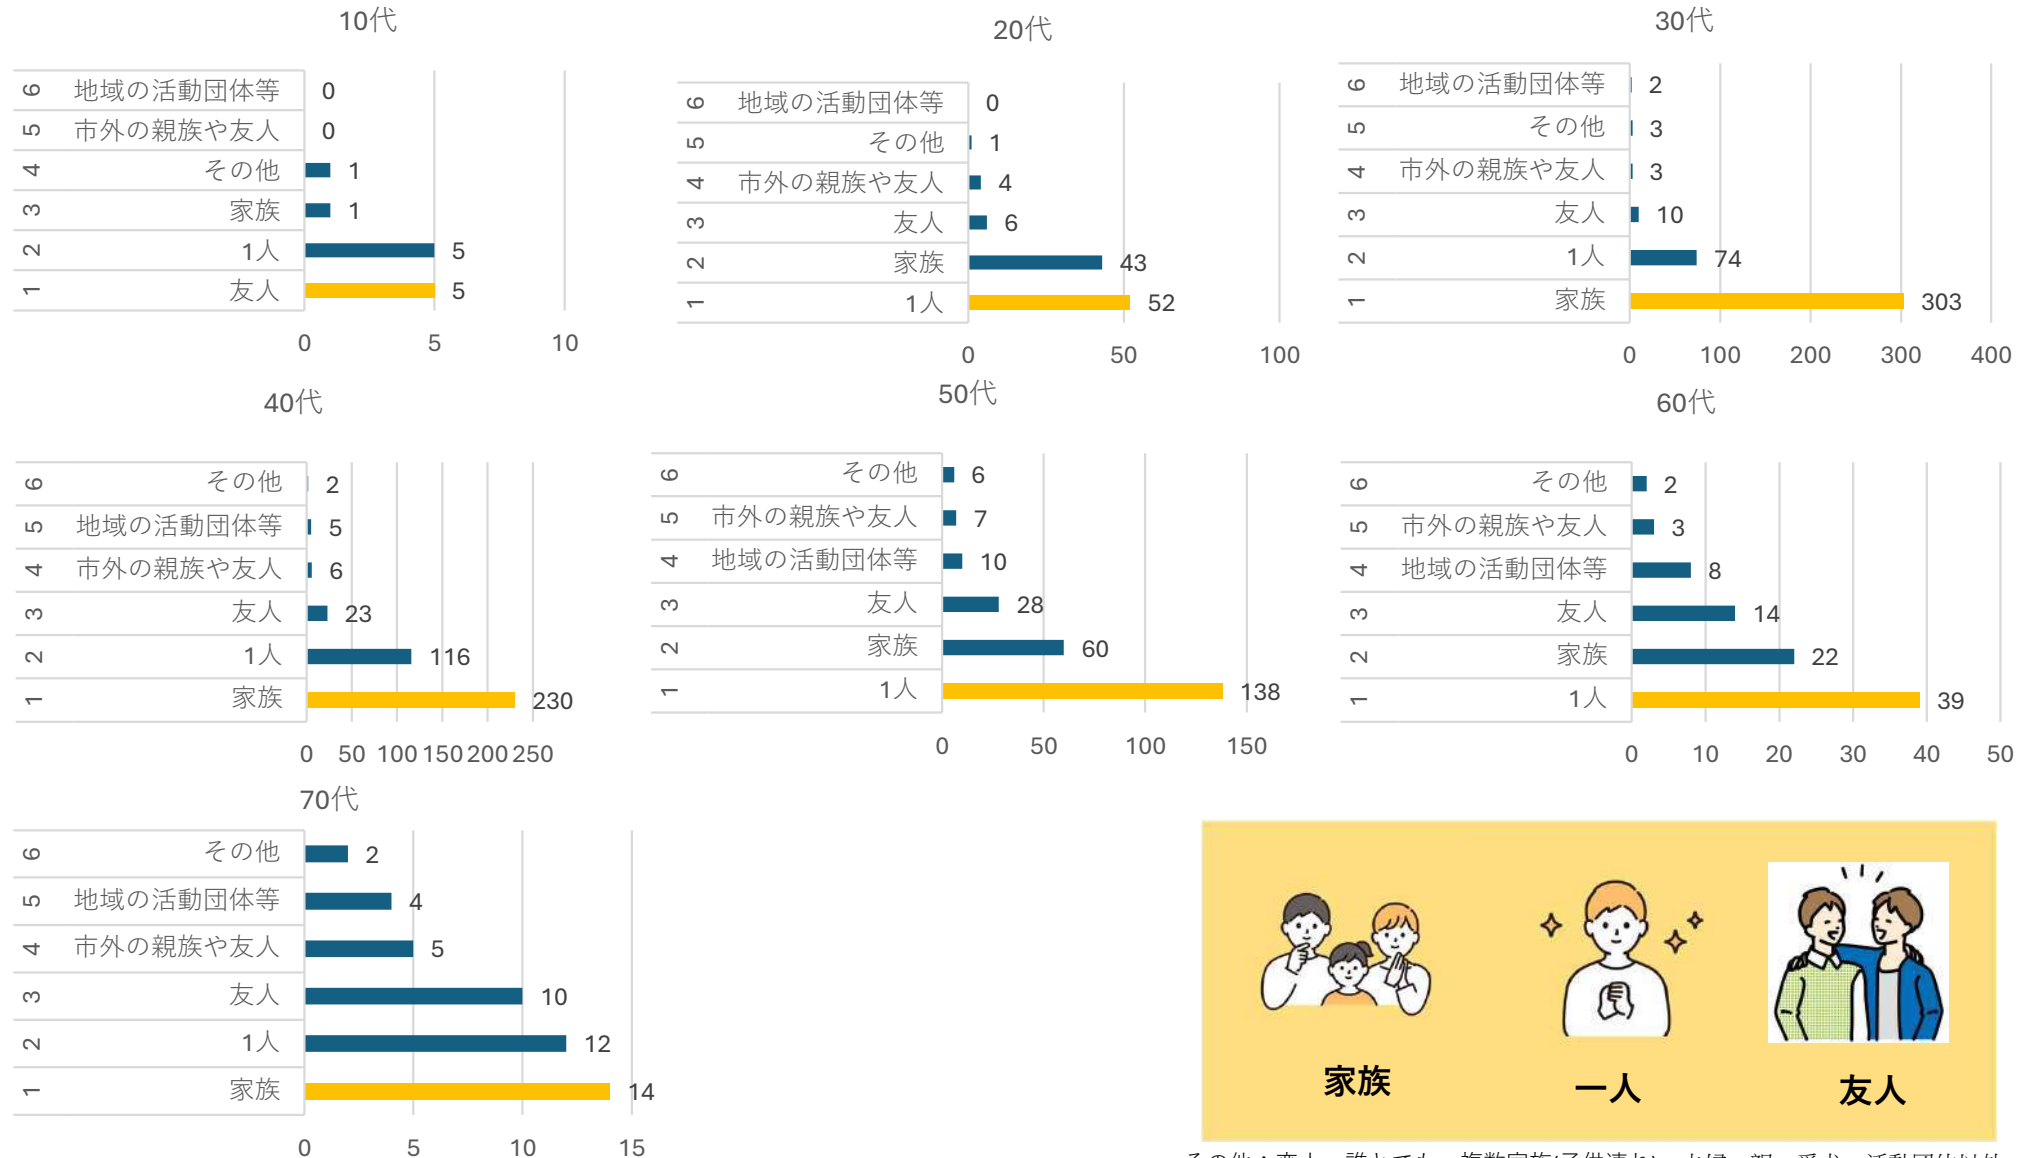 10代
6 地域の活動団体等 0
5 市外の親族や友人 0
4 その他 1
3 家族 1
2 1人 5
1 友人 5
0 5 10
20代
6 地域の活動団体等 0
5 その他 1
4 市外の親族や友人 4
3 友人 6
2 家族 43
1 1人 52
0 50 100
30代
6 地域の活動団体等 2
5 その他 3
4 市外の親族や友人 3
3 友人 10
2 1人 74
1 家族 303
0 100 200 300 400
40代
6 その他 2
5 地域の活動団体等 5
4 市外の親族や友人 6
3 友人 23
2 1人 116
1 家族 230
0 50 100 150 200 250
50代
6 その他 6
5 市外の親族や友人 7
4 地域の活動団体等 10
3 友人 28
2 家族 60
1 1人 138
0 50 100 150
60代
6 その他 2
5 市外の親族や友人 3
4 地域の活動団体等 8
3 友人 14
2 家族 22
1 1人 39
0 10 20 30 40 50
70代
6 その他 2
5 地域の活動団体等 4
4 市外の親族や友人 5
3 友人 10
2 1人 12
1 家族 14
0 5 10 15
家族
一人
友人